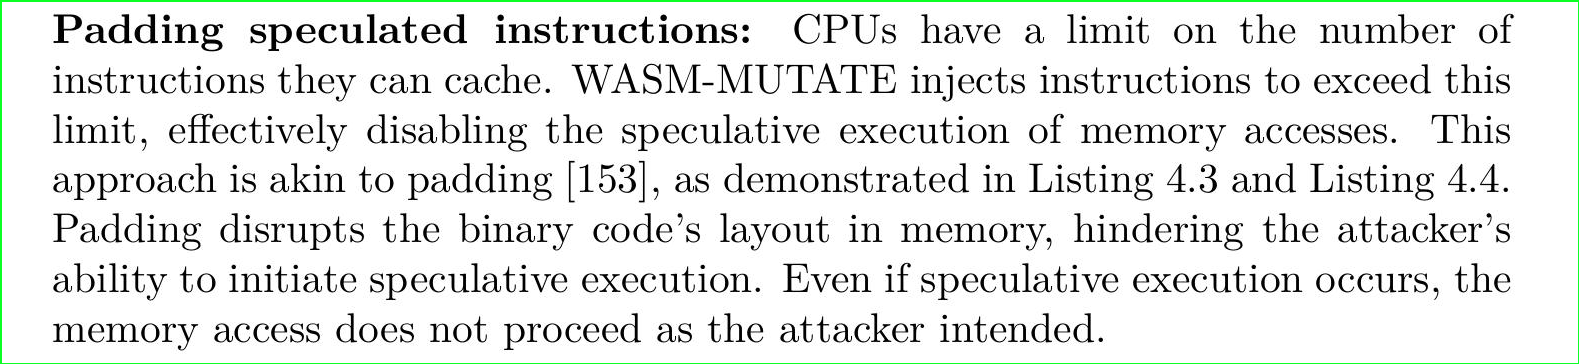 Padding speculated instructions: CPUs have a limit on the number of
instructions they can cache. WASM-MUTATE injects instructions to exceed this
limit, effectively disabling the speculative execution of memory accesses. This
approach is akin to padding [153], as demonstrated in Listing 4.3 and Listing 4.4.
Padding disrupts the binary code's layout in memory, hindering the attacker's
ability to initiate speculative execution. Even if speculative execution occurs, the
memory access does not proceed as the attacker intended.